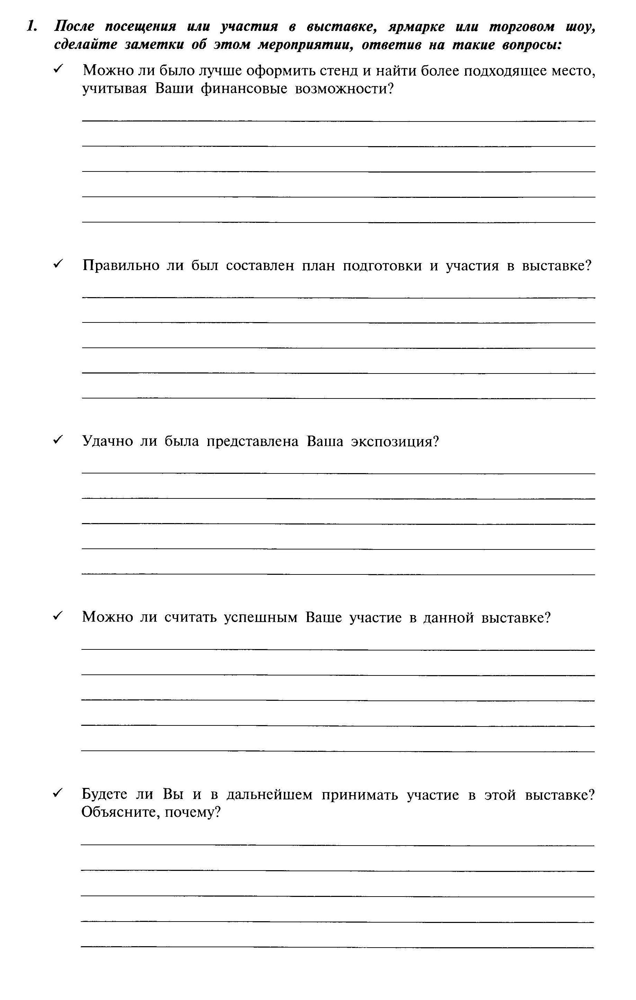 1. После посещения или участия в выставке, ярмарке или торговом шоу,
сделайте заметки об этом мероприятии, ответив на такие вопросы:
✓ Можно ли было лучше оформить стенд и найти более подходящее место,
учитывая Ваши финансовые возможности?
✓ Правильно ли был составлен план подготовки и участия в выставке?
✓ Удачно ли была представлена Ваша экспозиция?
✓ Можно ли считать успешным Ваше участие в данной выставке?
✓ Будете ли Вы и в дальнейшем принимать участие в этой выставке?
Объясните, почему?